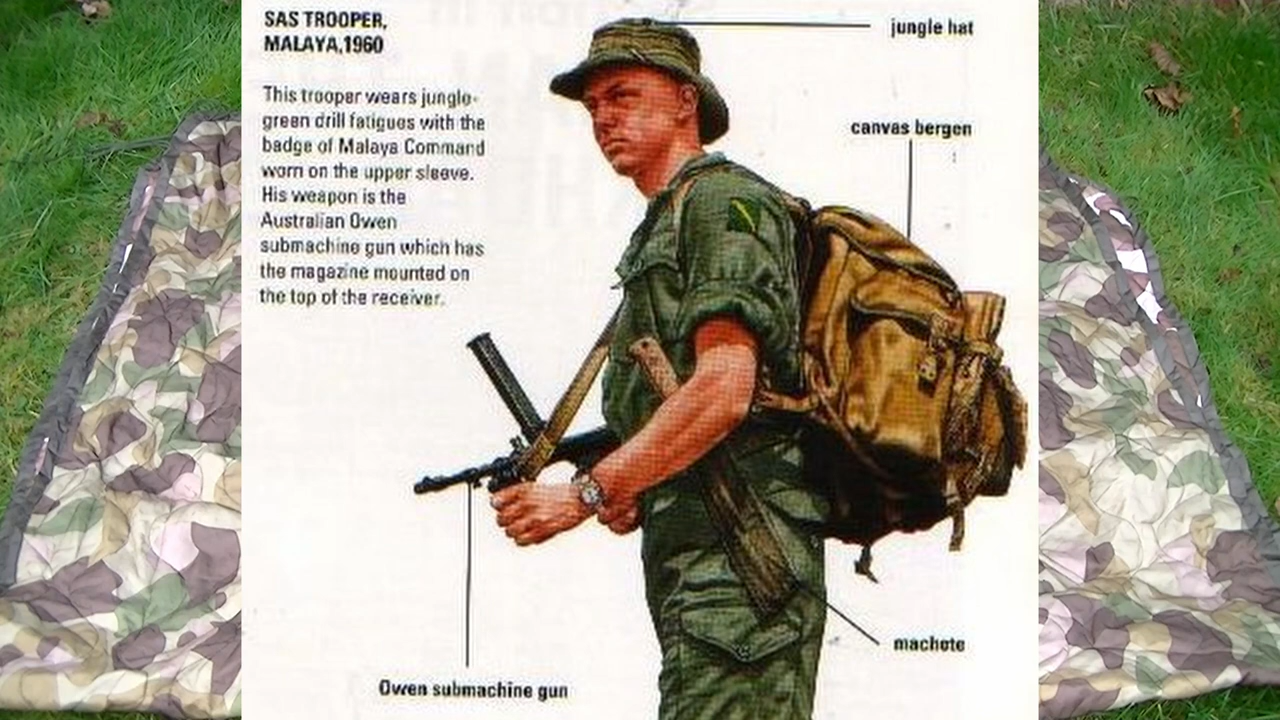 SAS TROOPER,
MALAYA,1960
This trooper wears jungle-
green drill fatigues with the
badge of Malaya Command
worn on the upper sleeve.
His weapon is the
Australian Owen
submachine gun which has
the magazine mounted on
the top of the receiver.
jungle hat
canvas bergen
machete
Owen submachine gun